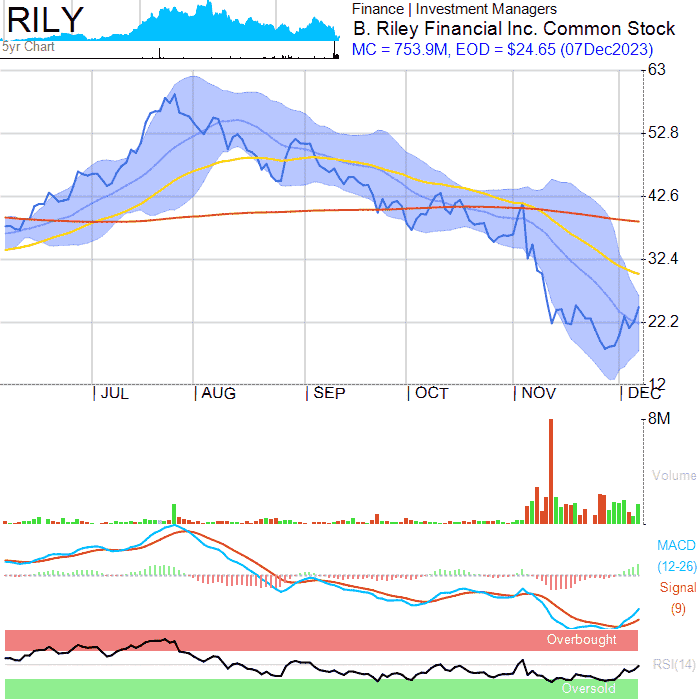 RILY
Finance | Investment Managers
B. Riley Financial Inc. Common Stock
5yr Chart
MC = 753.9M, EOD = $24.65 (07Dec2023)
63
52.8
42.6
32.4
22.2
12
JUL
AUG
SEP
OCT
NOV
DEC
8M
Volume
MACD
(12-26)
Signal
(9)
Overbought
RSI(14)
Oversold